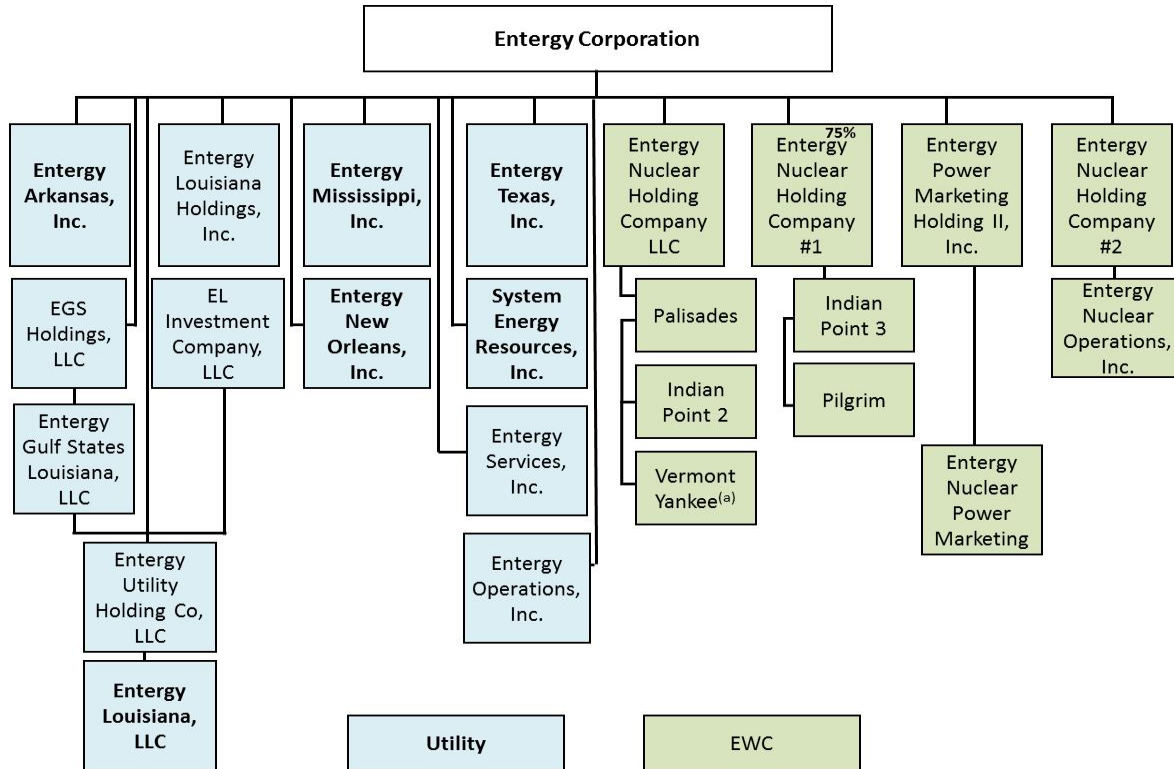 Entergy Corporation
Entergy
Arkansas,
Inc.
Entergy
Louisiana
Holdings,
Inc.
Entergy
Mississippi,
Inc.
Entergy
Texas,
Inc.
Entergy
Nuclear
Holding
Company
LLC
75%
Entergy
Nuclear
Holding
Company
#1
Entergy
Power
Marketing
Holding II,
Inc.
Entergy
Nuclear
Holding
Company
#2
EGS
Holdings,
LLC
EL
Investment
Company,
LLC
Entergy
New
Orleans,
Inc.
System
Energy
Resources,
Inc.
Palisades
Indian
Point 3
Entergy
Nuclear
Operations,
Inc.
Entergy
Gulf States
Louisiana,
LLC
Entergy
Services,
Inc.
Indian
Point 2
Pilgrim
Vermont
Yankee(a)
Entergy
Nuclear
Power
Marketing
Entergy
Utility
Holding Co,
LLC
Entergy
Operations,
Inc.
Entergy
Louisiana,
LLC
Utility
EWC